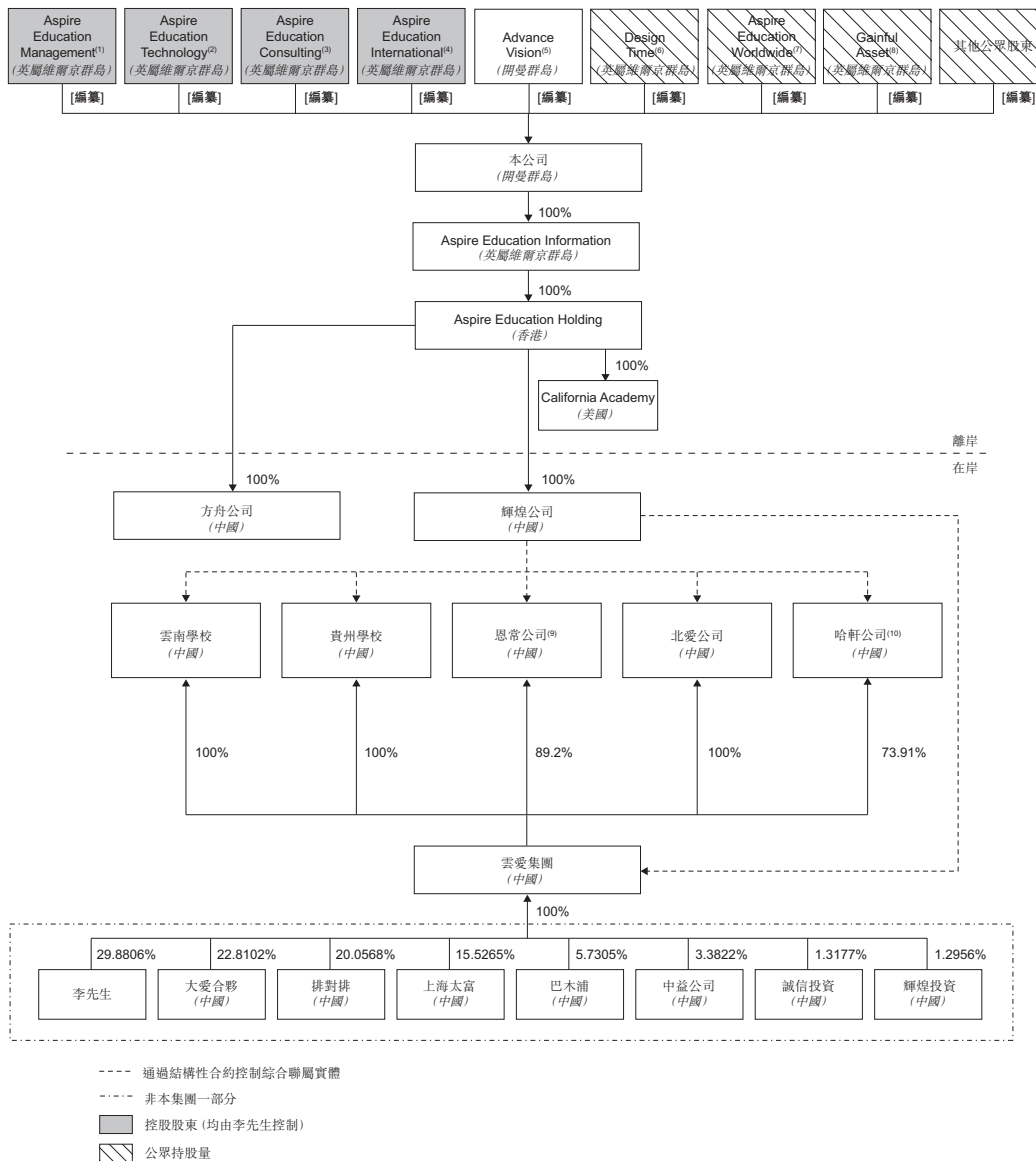 Aspire
Education
Management(1)
(英屬維爾京群島)
Aspire
Education
Technology(2)
(英屬維爾京群島)
Aspire
Education
Consulting(3)
(英屬維爾京群島)
Aspire
Education
International(4)
(英屬維爾京群島)
Advance
Vision(5)
(開曼群島)
Design
Time(6)
(英屬維爾京群島)
Aspire
Education
Worldwide(7)
(英屬維爾京群島)
Gainful
Asset(8)
(英屬維爾京群島)
其他公眾股東
[編纂] [編纂] [編纂] [編纂] [編纂] [編纂] [編纂] [編纂] [編纂]
本公司
(開曼群島)
100%
Aspire Education Information
(英屬維爾京群島)
100%
Aspire Education Holding
(香港)
100%
California Academy
(美國)
離岸
在岸
100%
100%
方舟公司
(中國)
輝煌公司
(中國)
雲南學校
(中國)
貴州學校
(中國)
恩常公司(9)
(中國)
北愛公司
(中國)
哈軒公司(10)
(中國)
100%
100%
89.2%
100%
73.91%
雲愛集團
(中國)
100%
29.8806%
22.8102%
20.0568%
15.5265%
5.7305%
3.3822%
1.3177%
1.2956%
李先生
大愛合夥
(中國)
排對排
(中國)
上海太富
(中國)
巴木浦
(中國)
中益公司
(中國)
誠信投資
(中國)
輝煌投資
(中國)
通過結構性合約控制綜合聯屬實體
非本集團一部分
控股股東 (均由李先生控制)
公眾持股量